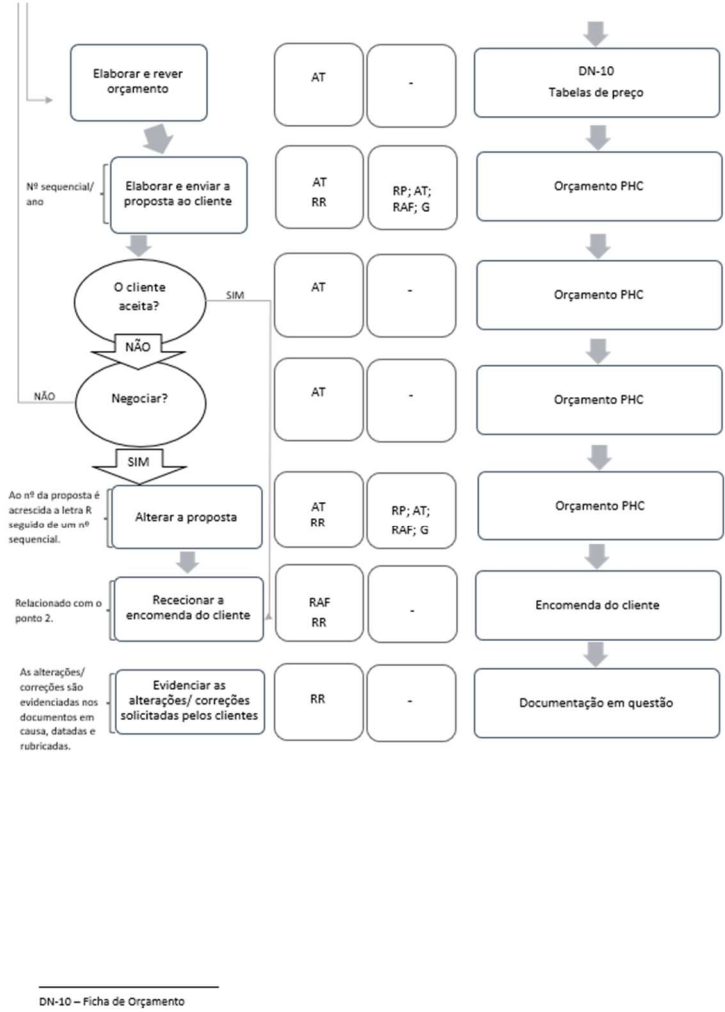 Elaborar e rever
orçamento
AT
-
DN-10
Tabelas de preço
Nº sequencial/
ano
Elaborar e enviar a
proposta ao cliente
AT
RR
RP; AT;
RAF; G
Orçamento PHC
O cliente
aceita?
SIM
AT
-
Orçamento PHC
NÃO
NÃO
Negociar?
AT
-
Orçamento PHC
SIM
Ao nº da proposta é
acrescida a letra R
seguido de um nº
sequencial.
Alterar a proposta
AT
RR
RP; AT;
RAF; G
Orçamento PHC
Relacionado com o
ponto 2.
Rececionar a
encomenda do cliente
RAF
RR
-
Encomenda do cliente
As alterações/
correções são
evidenciadas nos
documentos em
causa, datadas e
rubricadas.
Evidenciar as
alterações/ correções
solicitadas pelos clientes
RR
-
Documentação em questão
DN-10 – Ficha de Orçamento